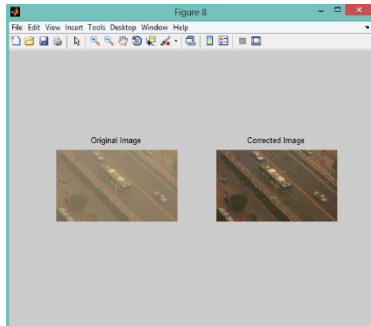 Figure 8
File Edit View Insert Tools Desktop Window Help
Original Image
Corrected Image